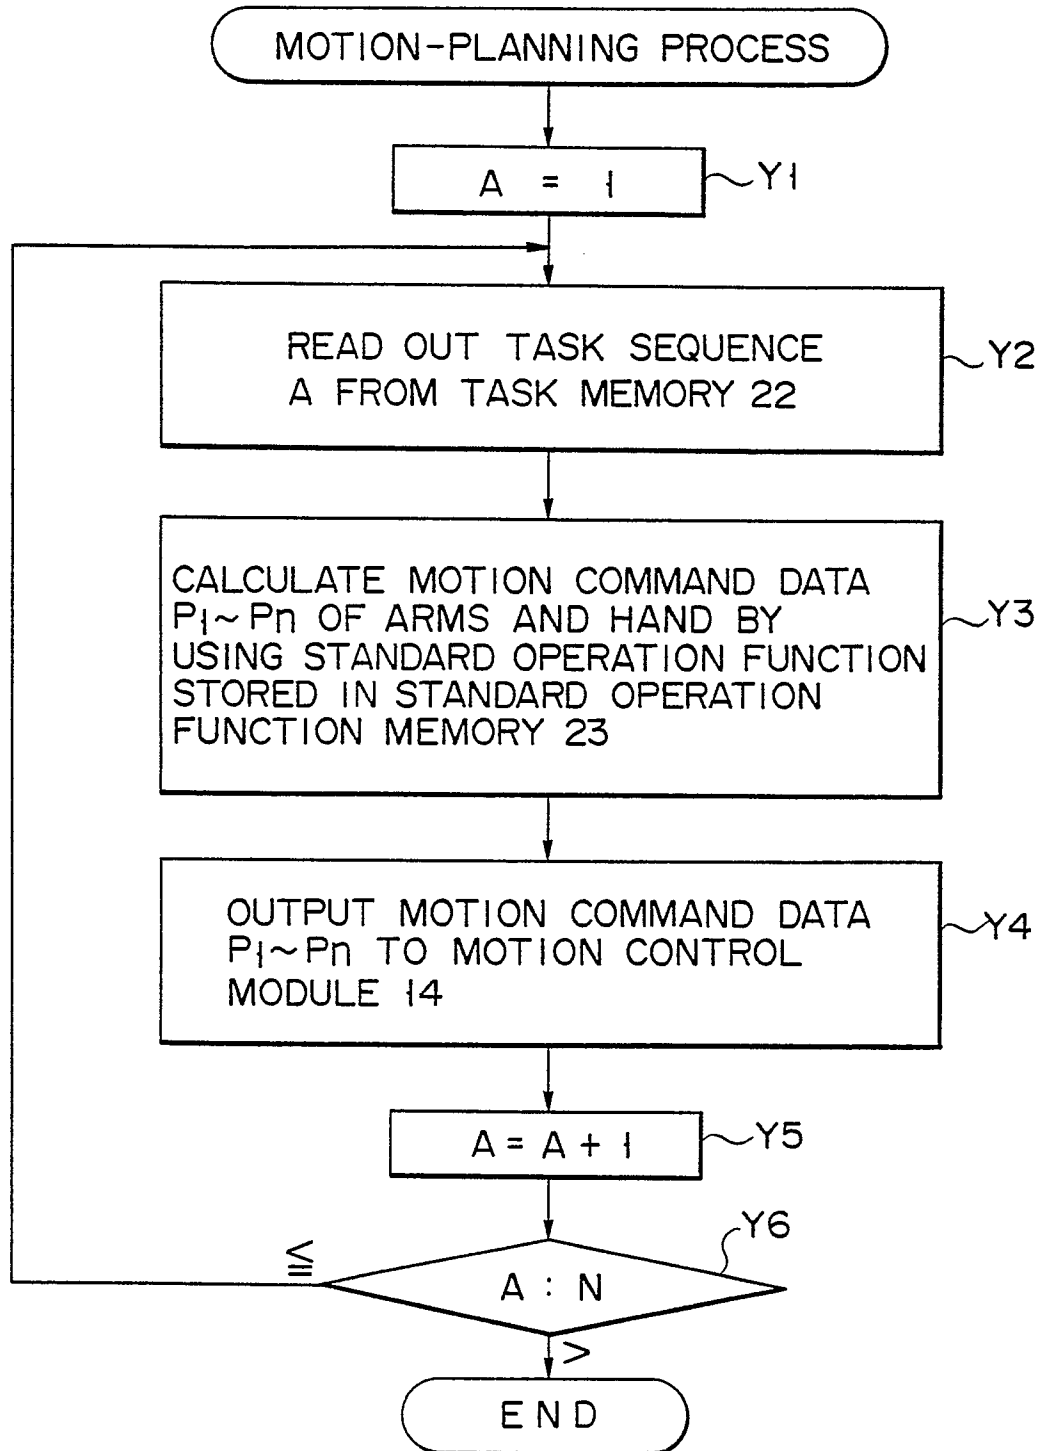 MOTION-PLANNING PROCESS
A = 1
Y1
READ OUT TASK SEQUENCE
A FROM TASK MEMORY 22
Y2
CALCULATE MOTION COMMAND DATA
P1~Pn OF ARMS AND HAND BY
USING STANDARD OPERATION FUNCTION
STORED IN STANDARD OPERATION
FUNCTION MEMORY 23
Y3
OUTPUT MOTION COMMAND DATA
P1~Pn TO MOTION CONTROL
MODULE 14
Y4
A = A + 1
Y5
Y6
≦
A : N
>
END